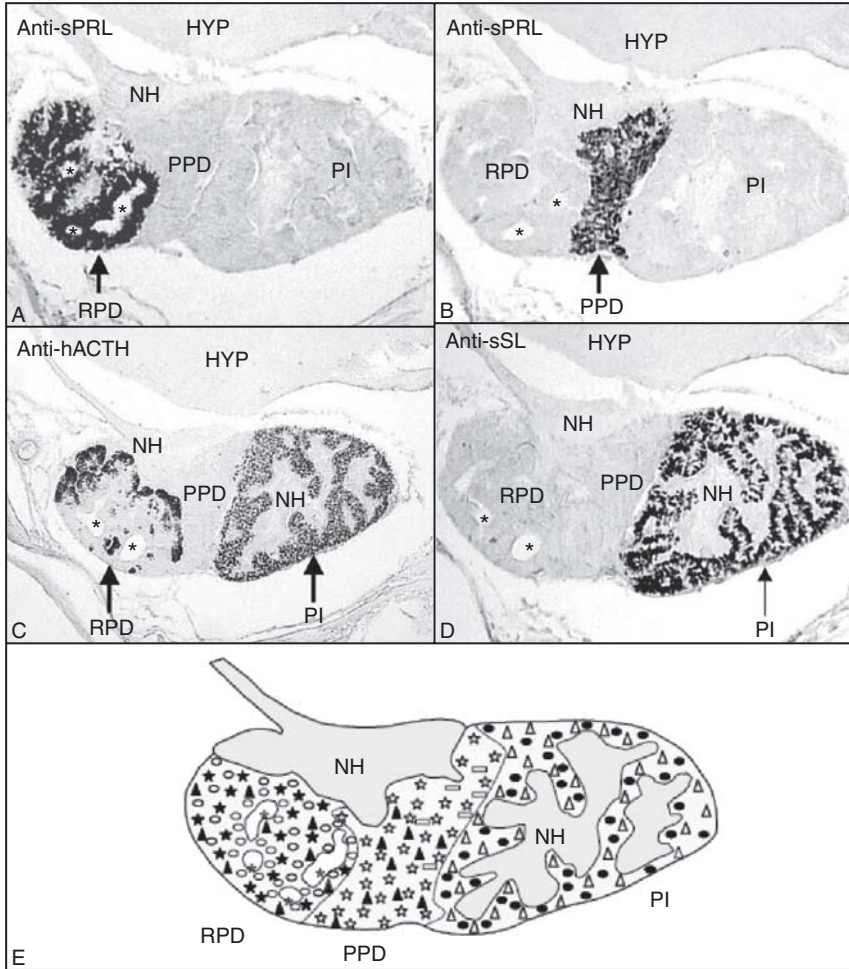 Anti-sPRL
HYP
NH
PPD
PI
RPD
A
Anti-sPRL
HYP
NH
RPD
PI
PPD
B
Anti-hACTH
HYP
NH
PPD
NH
RPD
PI
C
Anti-sSL
HYP
NH
PPD
RPD
NH
PI
D
NH
NH
PI
RPD
PPD
E